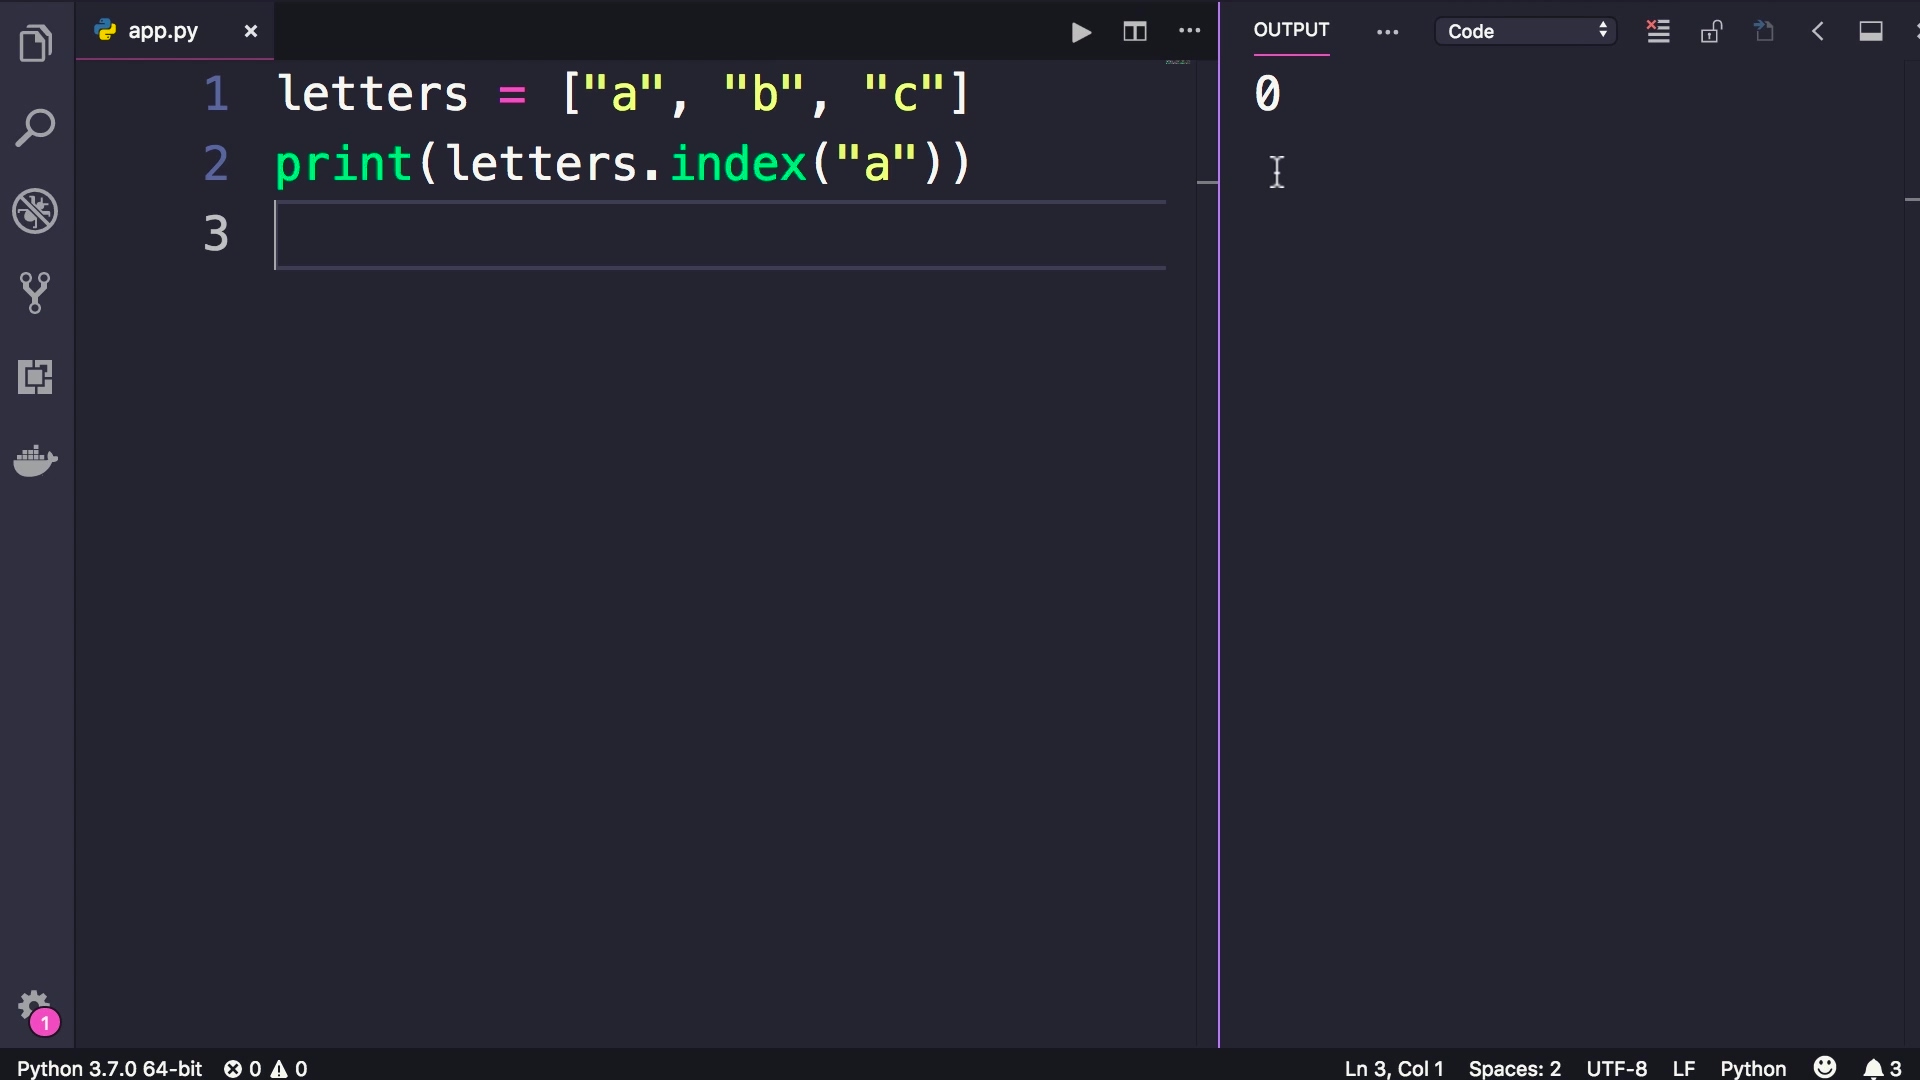 app.py
OUTPUT
Code
1 letters = ["a", "b", "c"]
2 print(letters.index("a"))
3
0
1
Python 3.7.0 64-bit 0 0
Ln 3, Col 1 Spaces: 2 UTF-8 LF Python 3